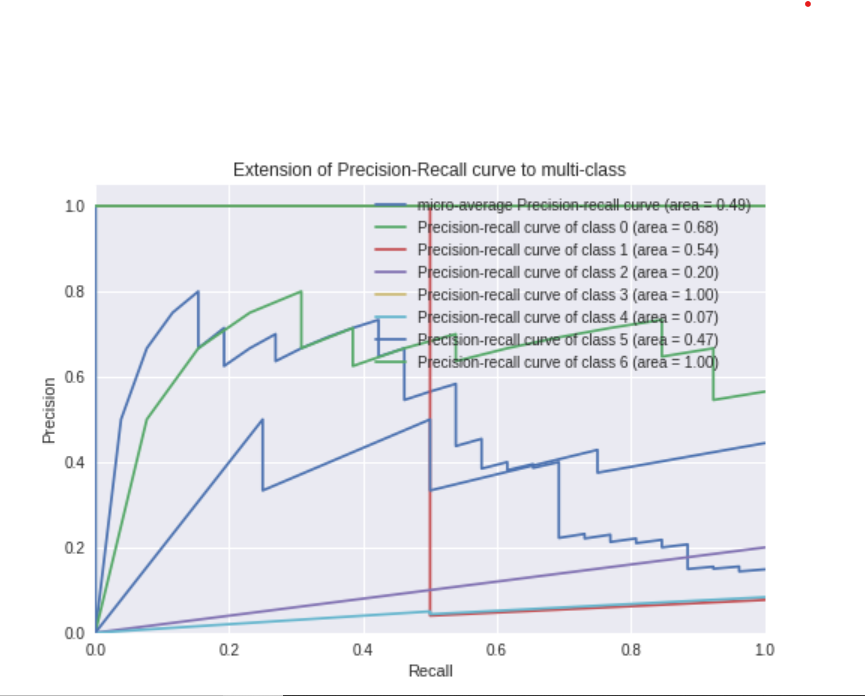 Extension of Precision-Recall curve to multi-class
micro-average Precision-recall curve (area = 0.49)
Precision-recall curve of class 0 (area = 0.68)
Precision-recall curve of class 1 (area = 0.54)
Precision-recall curve of class 2 (area = 0.20)
Precision-recall curve of class 3 (area = 1.00)
Precision-recall curve of class 4 (area = 0.07)
Precision-recall curve of class 5 (area = 0.47)
Precision-recall curve of class 6 (area = 1.00)
Precision
1.0
0.8
0.6
0.4
0.2
0.0
0.0 0.2 0.4 0.6 0.8 1.0
Recall